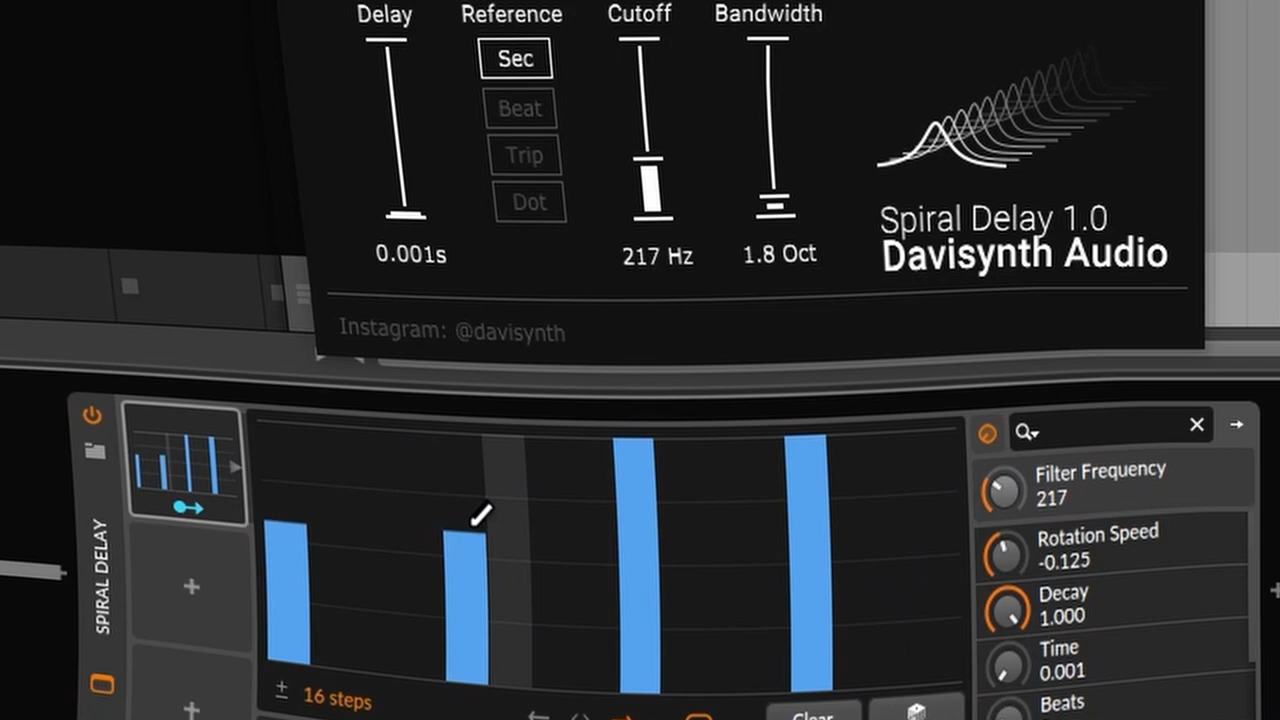 Delay Reference Cutoff Bandwidth
Sec
Beat
Trip
Dot
0.001s 217 Hz 1.8 Oct
Spiral Delay 1.0
Davisynth Audio
Instagram: @davisynth
SPIRAL DELAY
16 steps
Clear
Filter Frequency
217
Rotation Speed
-0.125
Decay
1.000
Time
0.001
Beats